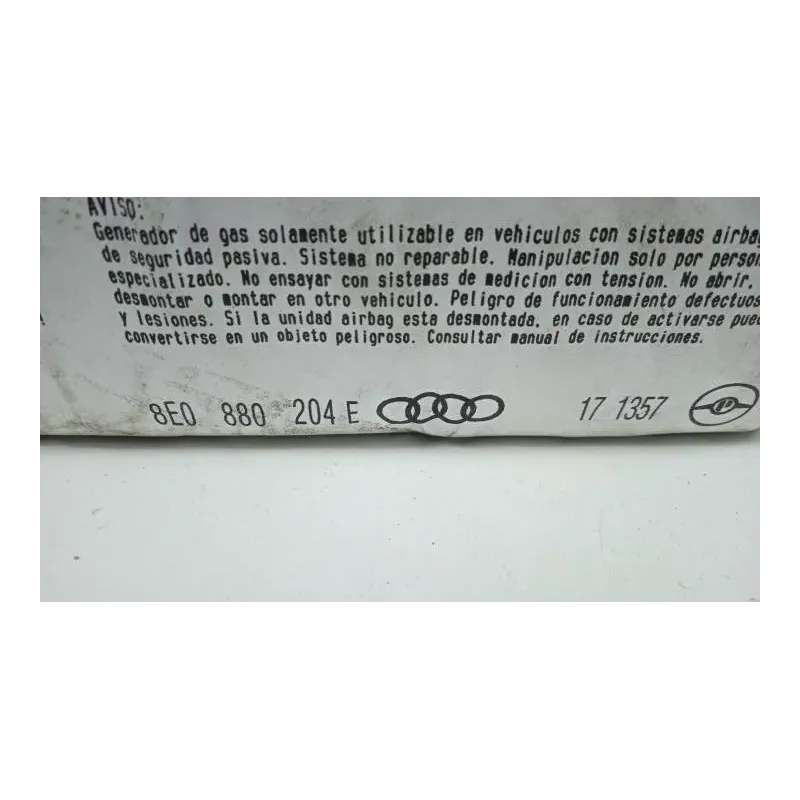 AVISO:
Generador de gas solamente utilizable en vehiculos con sistemas airbag
de seguridad pasiva. Sistema no reparable. Manipulacion solo por person
especializado. No ensayar con sistemas de medicion con tension. No abrir,
desmontar o montar en otro vehiculo. Peligro de funcionamiento defectuos
y lesiones. Si la unidad airbag esta desmontada, en caso de activarse pued
convertirse en un objeto peligroso. Consultar manual de instrucciones.
8E0 880 204 E 17 1357